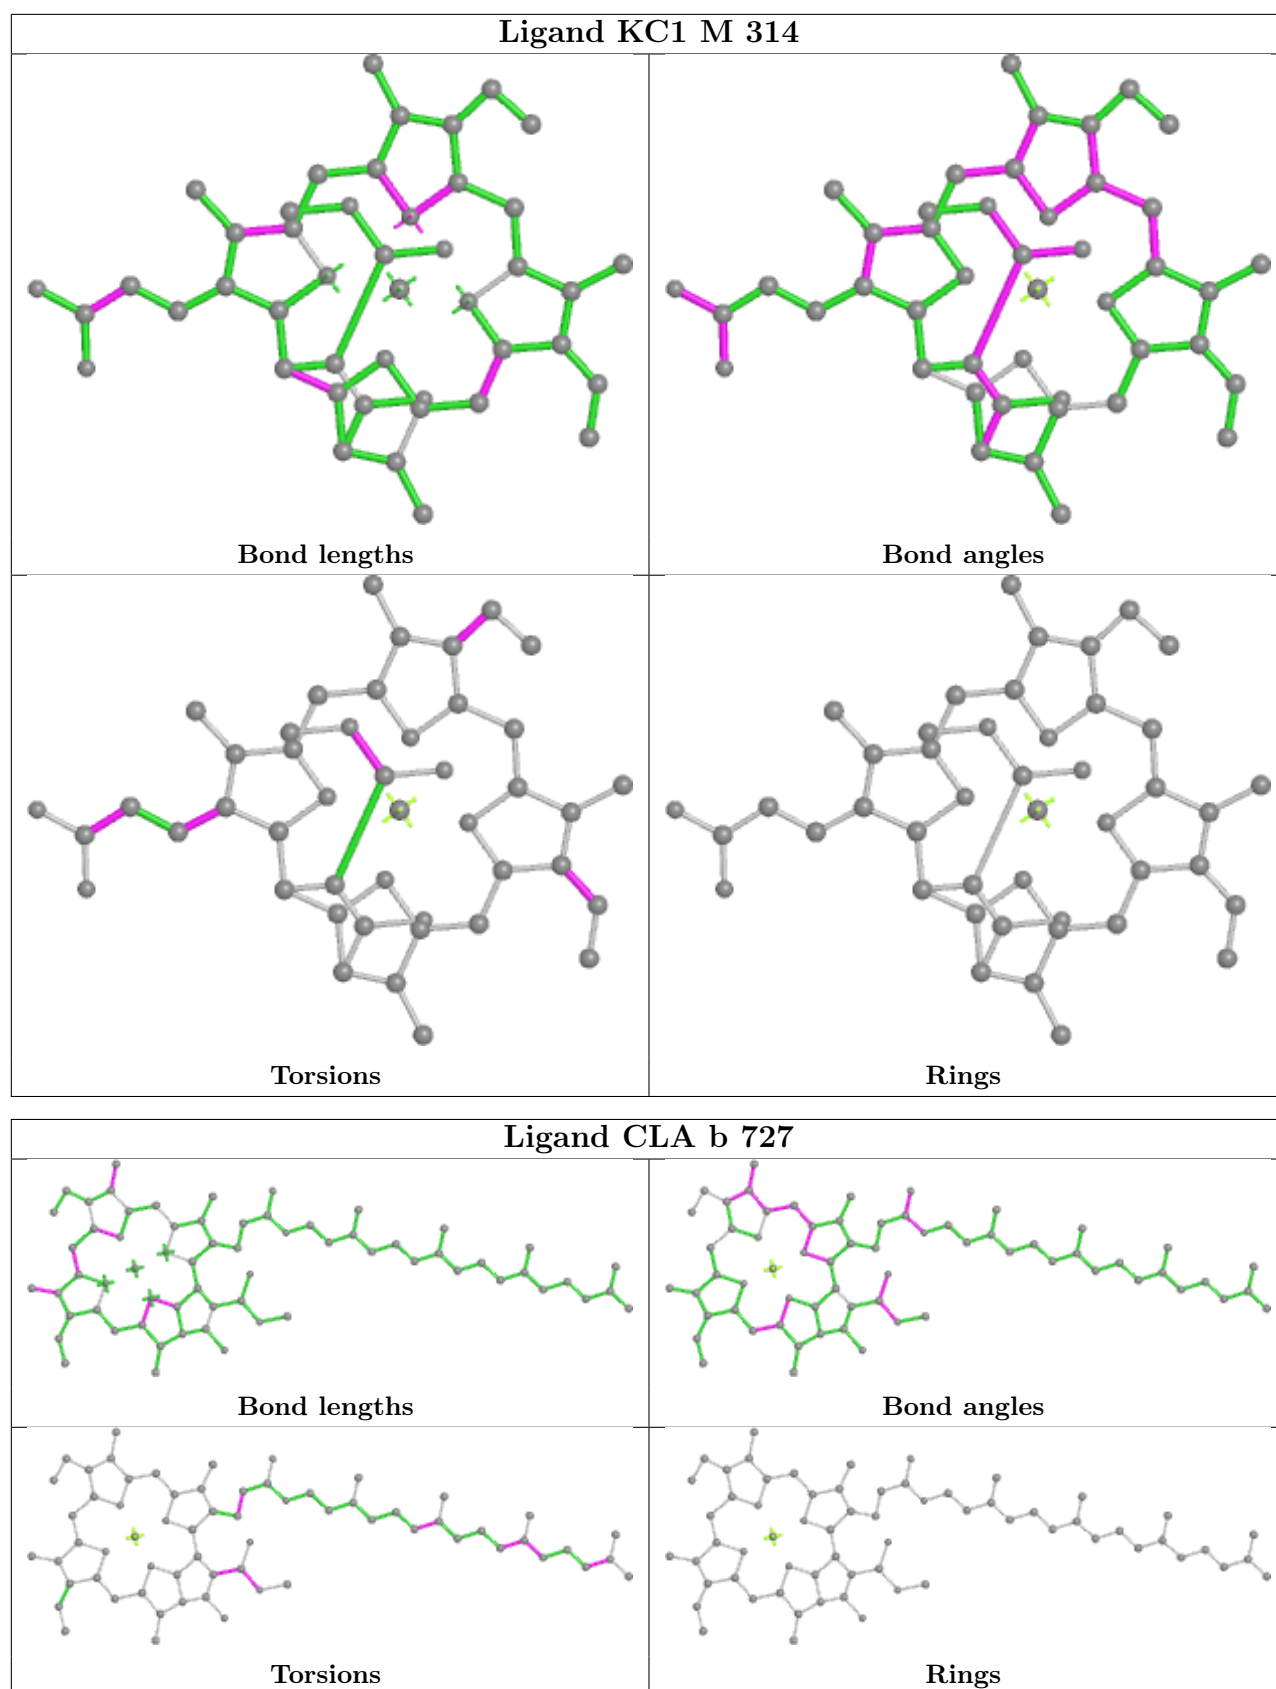 Ligand KC1 M 314
Bond lengths
Bond angles
Torsions
Rings
Ligand CLA b 727
Bond lengths
Bond angles
Torsions
Rings